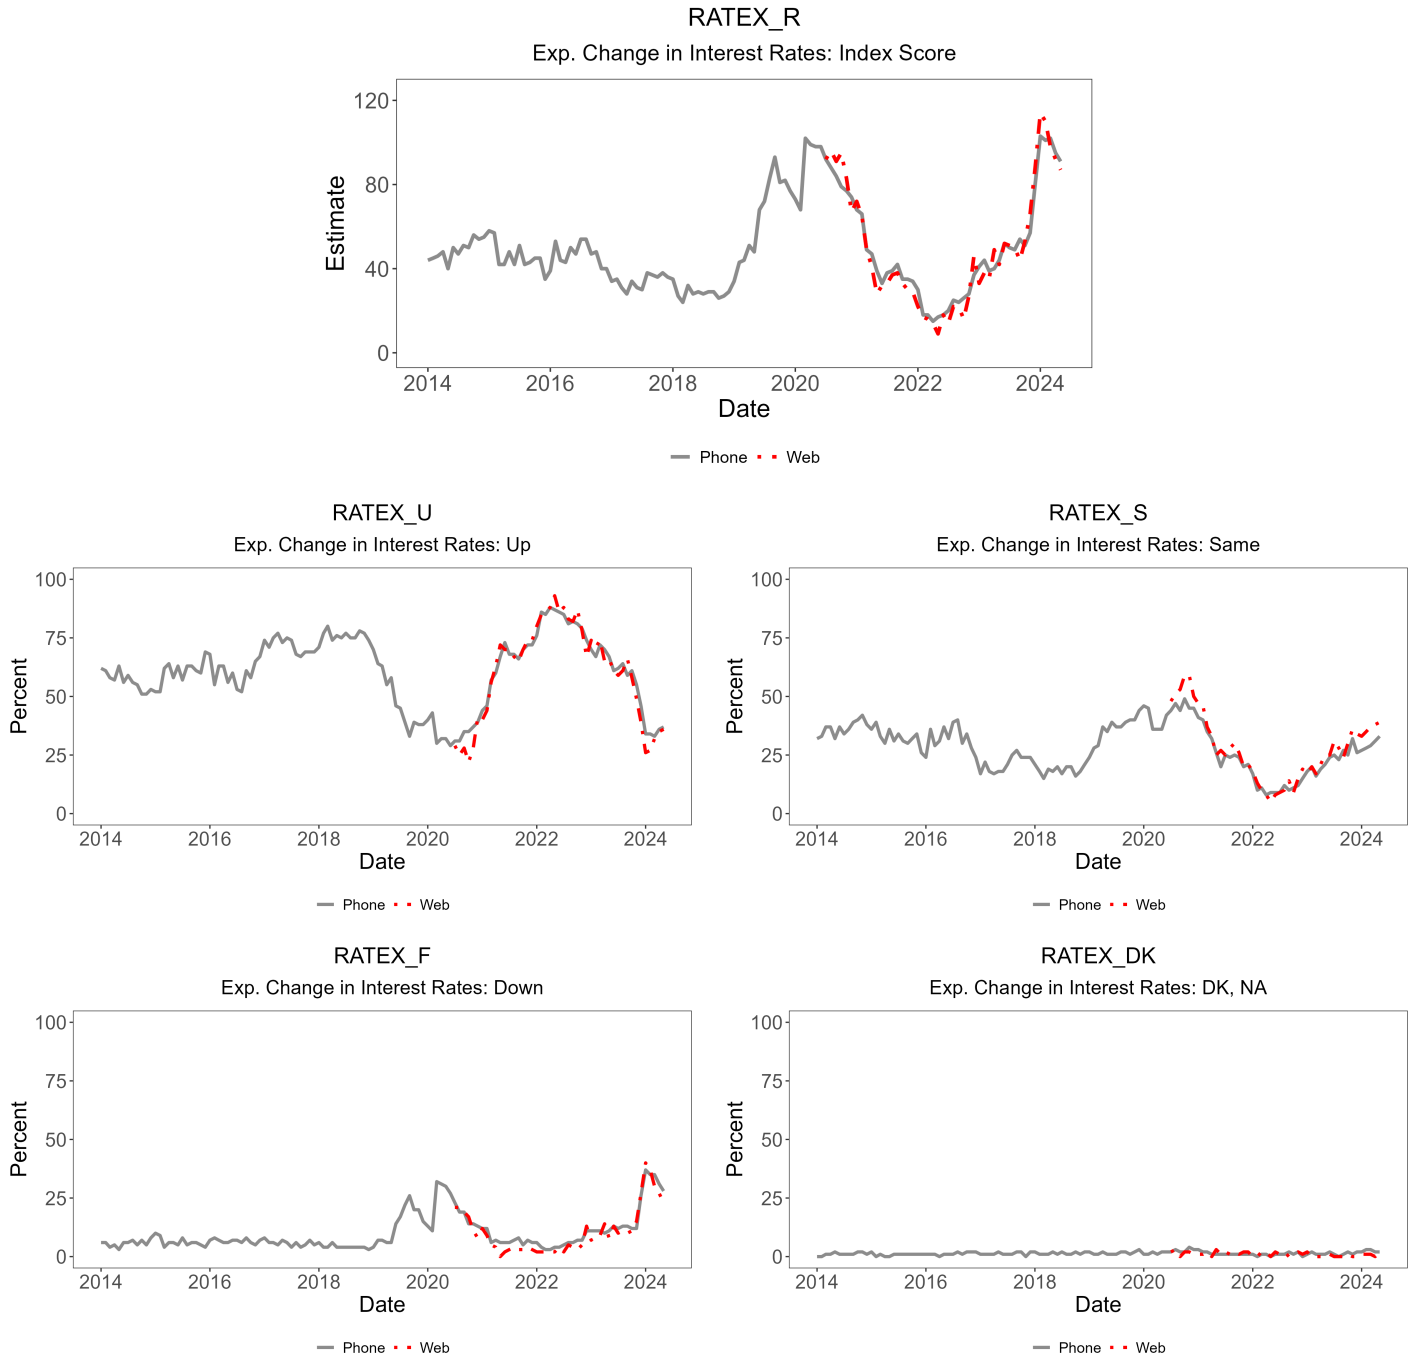 RATEX_R
Exp. Change in Interest Rates: Index Score
120
80
40
0
Estimate
2014 2016 2018 2020 2022 2024
Date
Phone Web
RATEX_U
Exp. Change in Interest Rates: Up
100
75
50
25
0
Percent
2014 2016 2018 2020 2022 2024
Date
Phone Web
RATEX_S
Exp. Change in Interest Rates: Same
100
75
50
25
0
Percent
2014 2016 2018 2020 2022 2024
Date
Phone Web
RATEX_F
Exp. Change in Interest Rates: Down
100
75
50
25
0
Percent
2014 2016 2018 2020 2022 2024
Date
Phone Web
RATEX_DK
Exp. Change in Interest Rates: DK, NA
100
75
50
25
0
Percent
2014 2016 2018 2020 2022 2024
Date
Phone Web